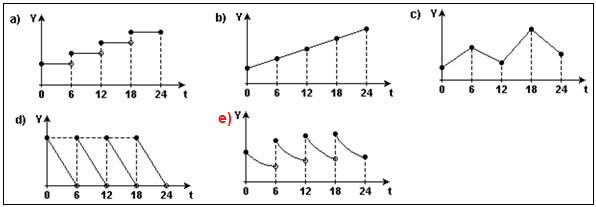 a) Y
0 6 12 18 24 t
b) Y
0 6 12 18 24 t
c) Y
0 6 12 18 24 t
d) Y
0 6 12 18 24 t
e) Y
0 6 12 18 24 t